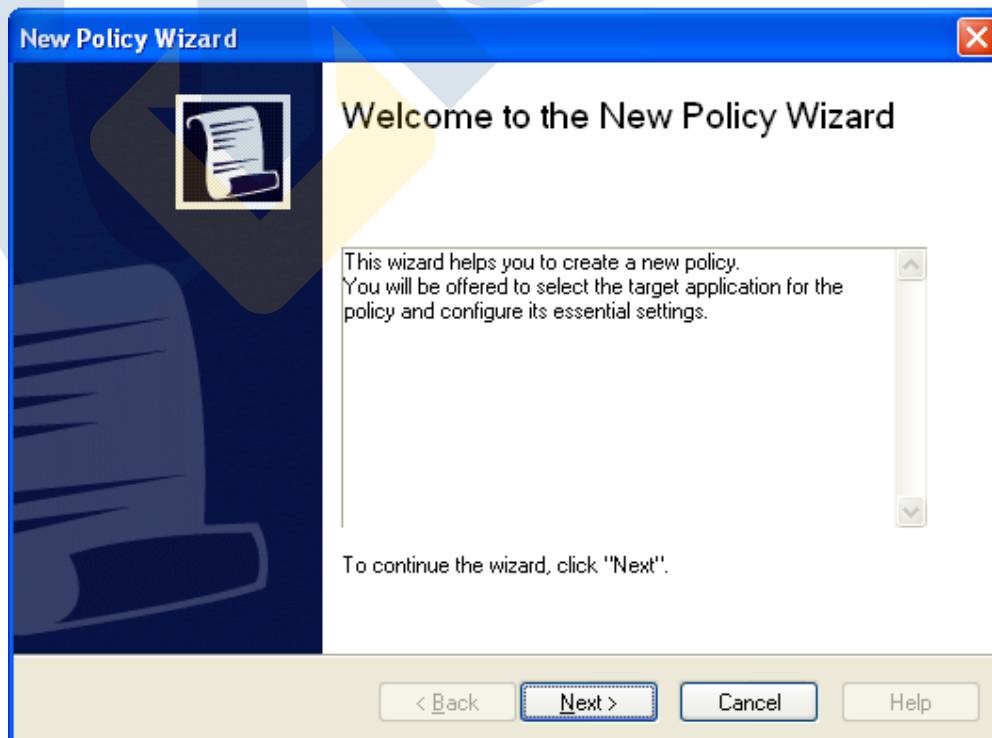 New Policy Wizard
Welcome to the New Policy Wizard
This wizard helps you to create a new policy.
You will be offered to select the target application for the
policy and configure its essential settings.
To continue the wizard, click "Next".
< Back
Next >
Cancel
Help